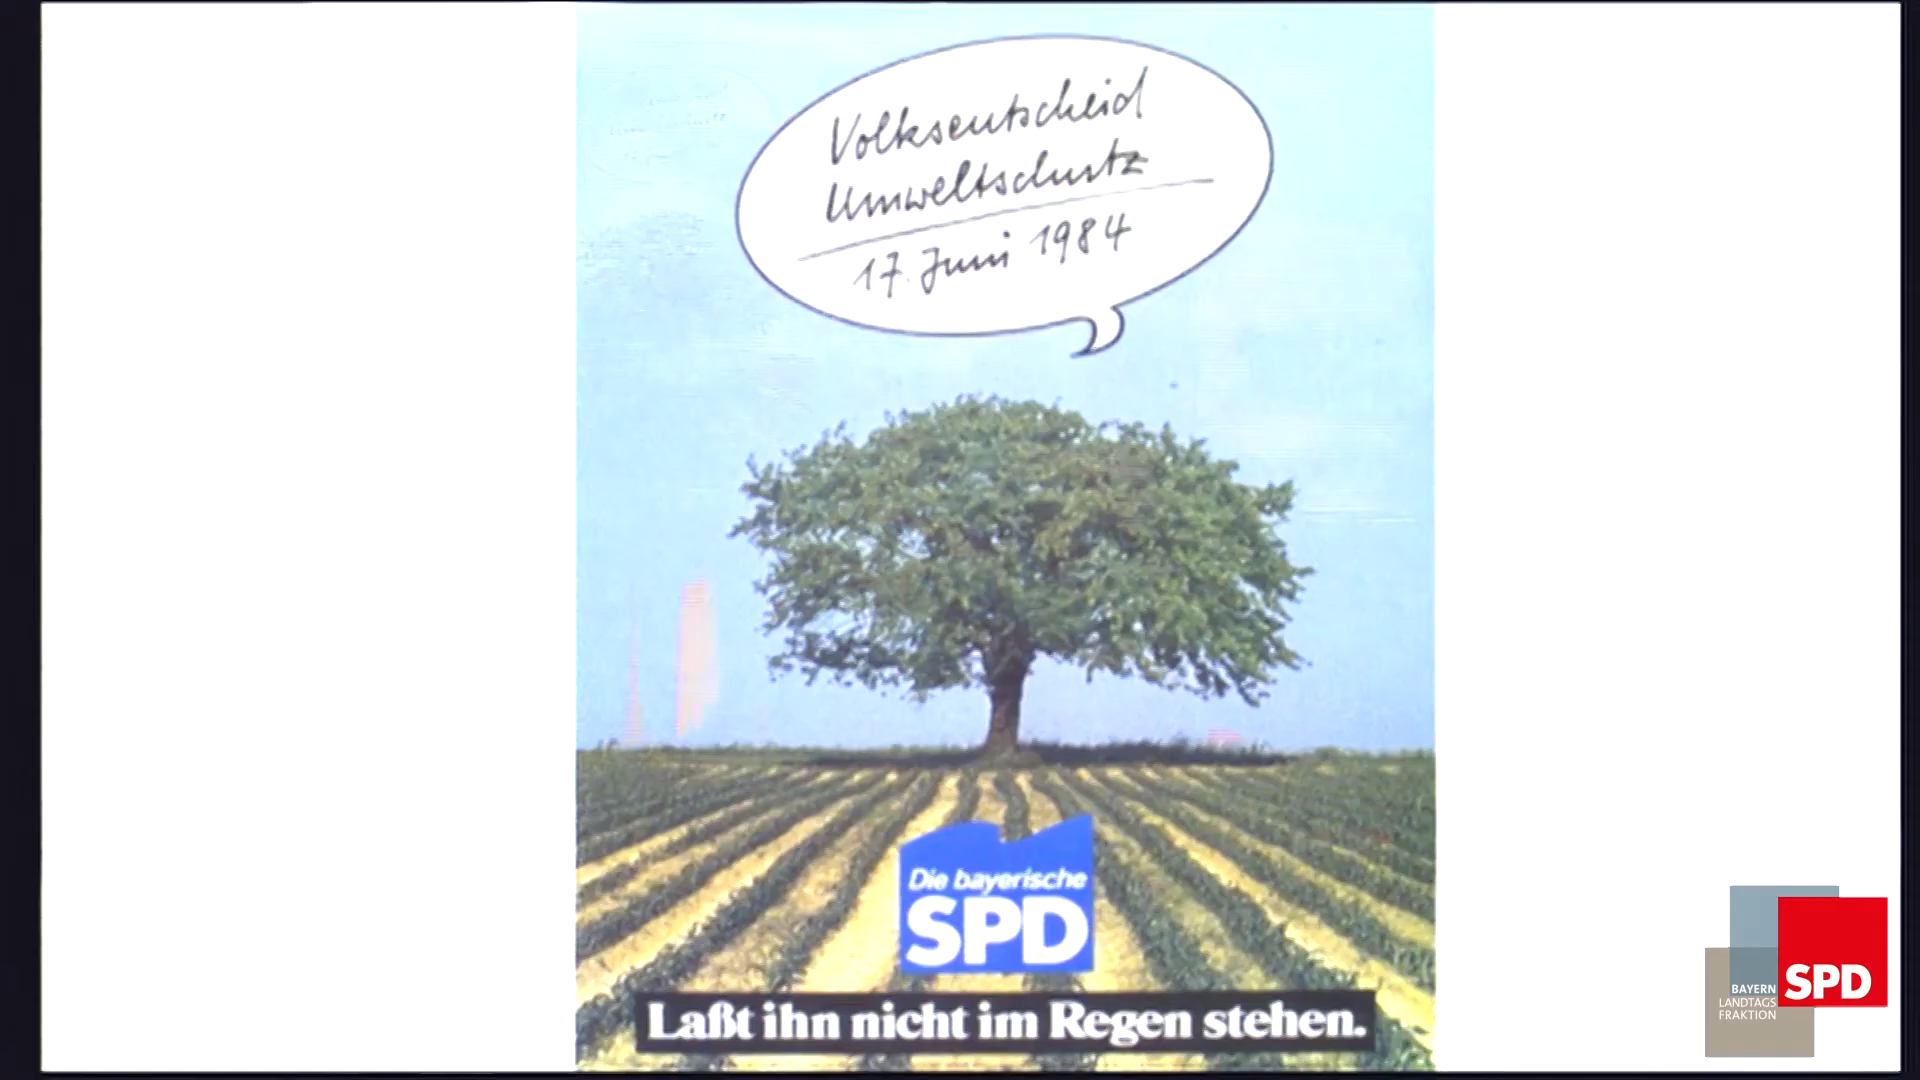 Volksentscheid
Umweltschutz
17. Juni 1984
Die bayerische
SPD
Laßt ihn nicht im Regen stehen.
BAYERN
LANDTAGS
FRAKTION
SPD